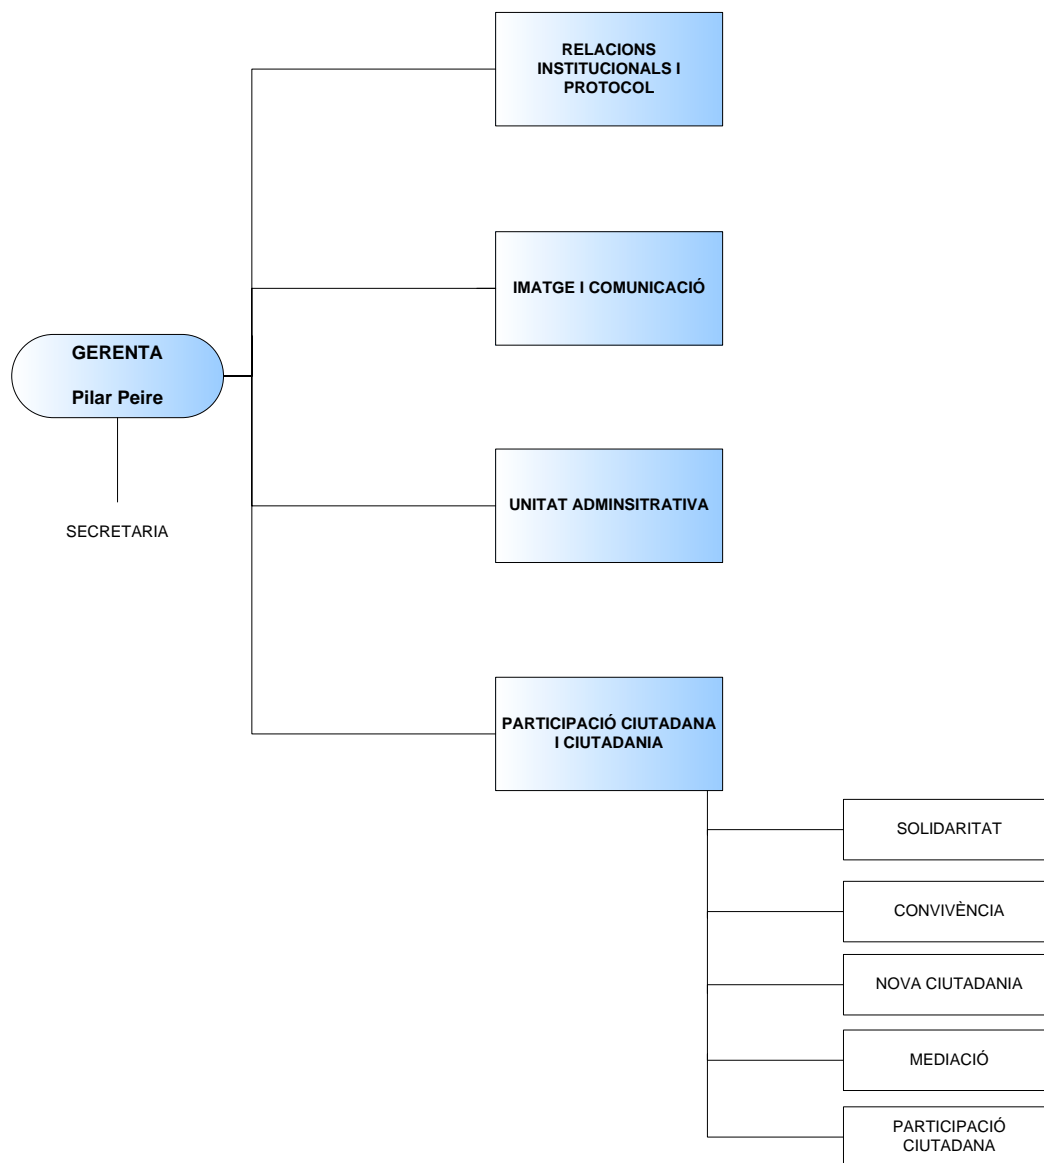 RELACIONS
INSTITUCIONALS I
PROTOCOL
IMATGE I COMUNICACIÓ
GERENTA
Pilar Peire
SECRETARIA
UNITAT ADMINSITRATIVA
PARTICIPACIÓ CIUTADANA
I CIUTADANIA
SOLIDARITAT
CONVIVÈNCIA
NOVA CIUTADANIA
MEDIACIÓ
PARTICIPACIÓ
CIUTADANA